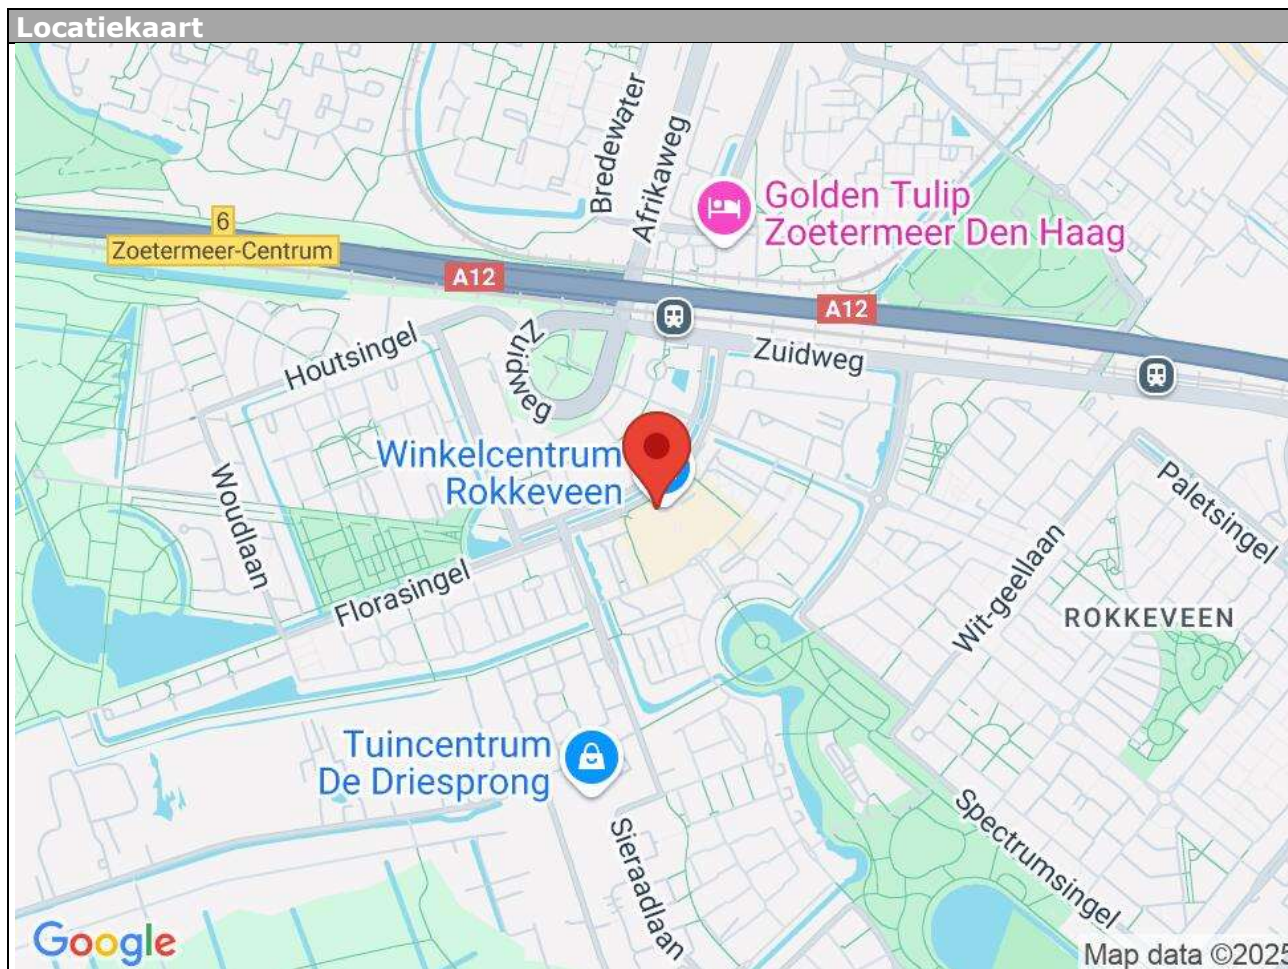 Locatiekaart
Bredewater
Afrikaweg
Golden Tulip
Zoetermeer Den Haag
6
Zoetermeer-Centrum
A12
A12
Houtsingel
Zuidweg
Zuidweg
Winkelcentrum
Rokkeveen
Woudlaan
Paletsingel
Florasingel
Wit-geellaan
ROKKEVEEN
Tuincentrum
De Driesprong
Spectrumsingel
Sieraadlaan
Google
Map data ©2025